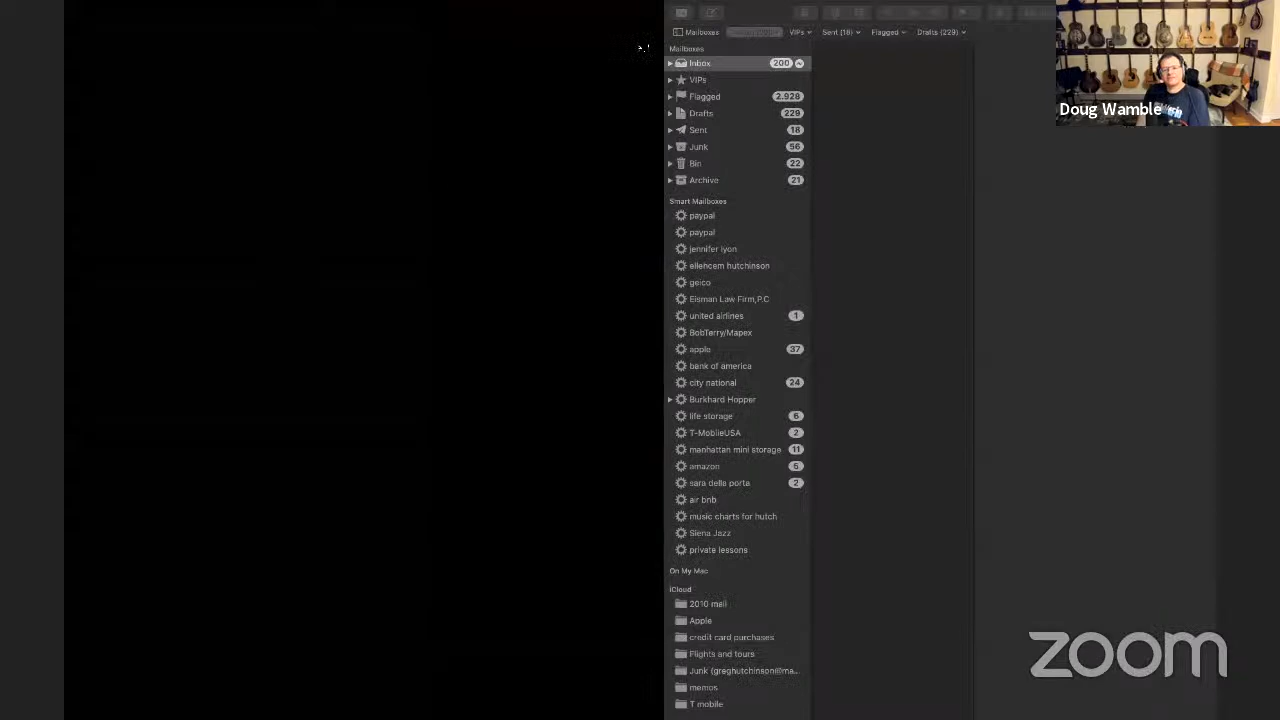 Mailboxes VIPs Sent (18) Flagged Drafts (229)
Mailboxes
Inbox 200
VIPs
Flagged 2,928
Drafts 229
Sent 18
Junk 56
Bin 22
Archive 21
Smart Mailboxes
paypal
paypal
jennifer lyon
ellehcem hutchinson
geico
Eisman Law Firm,P.C
united airlines 1
BobTerry/Mapex
apple 37
bank of america
city national 24
Burkhard Hopper
life storage 6
T-MoblieUSA 2
manhattan mini storage 11
amazon 5
sara della porta 2
air bnb
music charts for hutch
Siena Jazz
private lessons
On My Mac
iCloud
2010 mail
Apple
credit card purchases
Flights and tours
Junk (greghutchinson@ma...
memos
T mobile
Doug Wamble
zoom